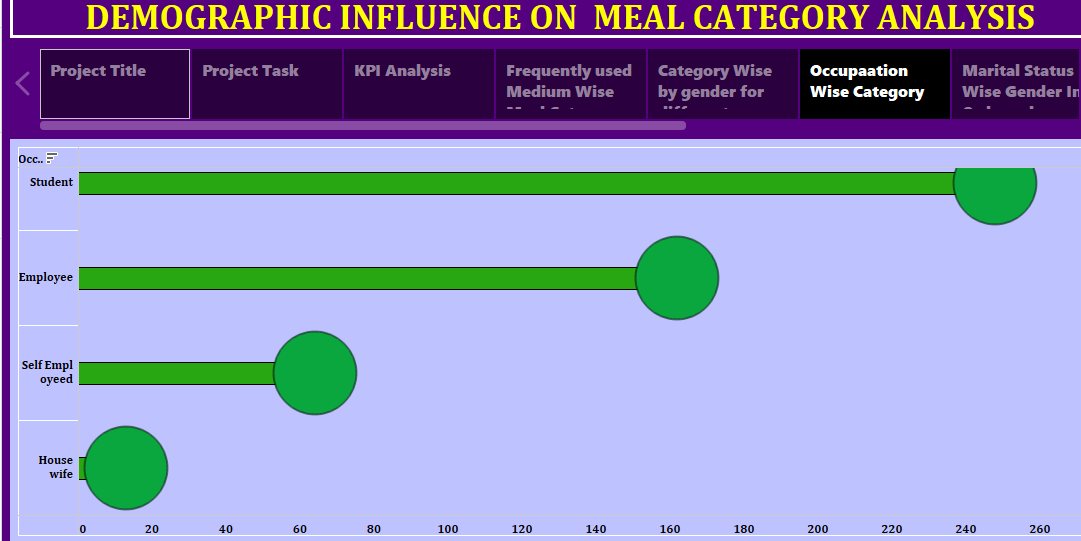 DEMOGRAPHIC INFLUENCE ON MEAL CATEGORY ANALYSIS
Project Title
Project Task
KPI Analysis
Frequently used
Medium Wise
Category Wise
by gender for
Occupaation
Wise Category
Marital Status
Wise Gender In
Occ..
Student
Employee
Self Empl
oyeed
House
wife
0 20 40 60 80 100 120 140 160 180 200 220 240 260